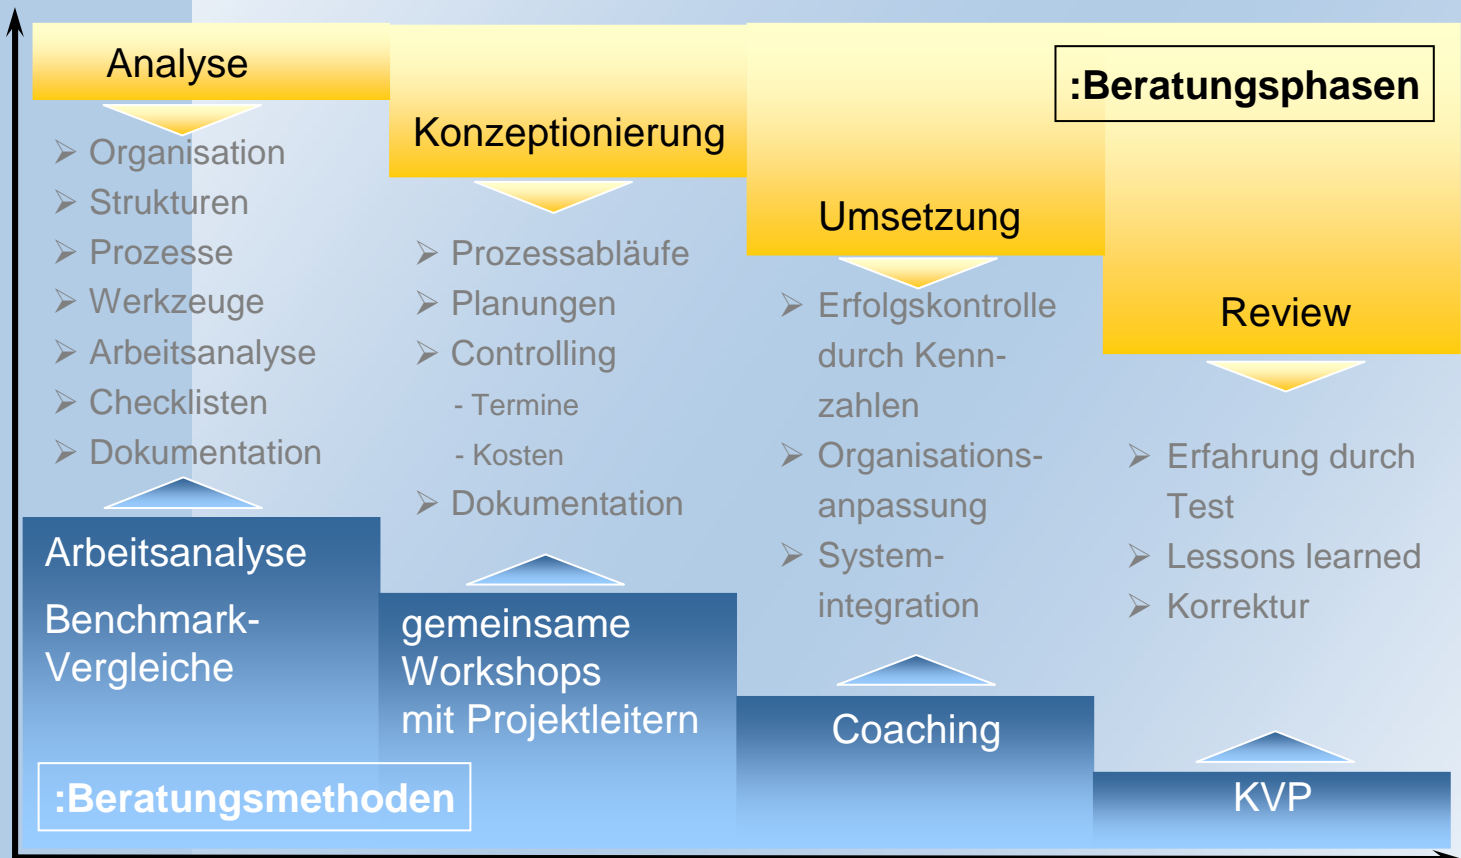 Analyse
➢ Organisation
➢ Strukturen
➢ Prozesse
➢ Werkzeuge
➢ Arbeitsanalyse
➢ Checklisten
➢ Dokumentation
Arbeitsanalyse
Benchmark-
Vergleiche
Konzeptionierung
➢ Prozessabläufe
➢ Planungen
➢ Controlling
- Termine
- Kosten
➢ Dokumentation
gemeinsame
Workshops
mit Projektleitern
Umsetzung
➢ Erfolgskontrolle
durch Kenn-
zahlen
➢ Organisations-
anpassung
➢ System-
integration
Coaching
:Beratungsphasen
Review
➢ Erfahrung durch
Test
➢ Lessons learned
➢ Korrektur
KVP
:Beratungsmethoden